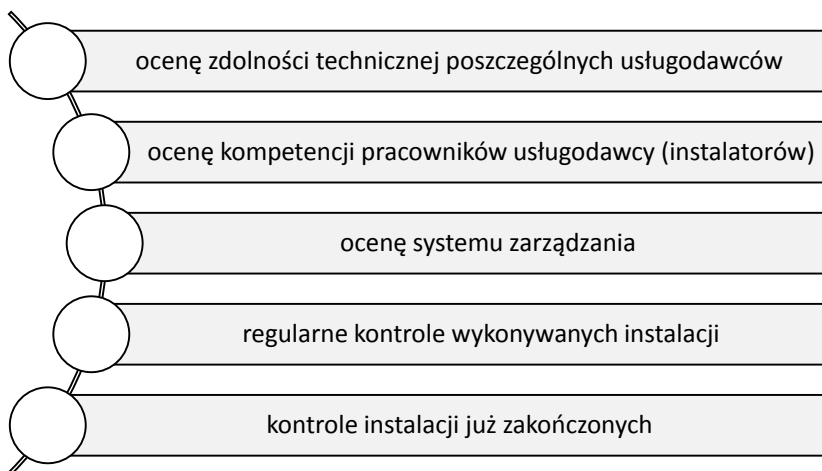 ocenę zdolności technicznej poszczególnych usługodawców
ocenę kompetencji pracowników usługodawcy (instalatorów)
ocenę systemu zarządzania
regularne kontrole wykonywanych instalacji
kontrole instalacji już zakończonych